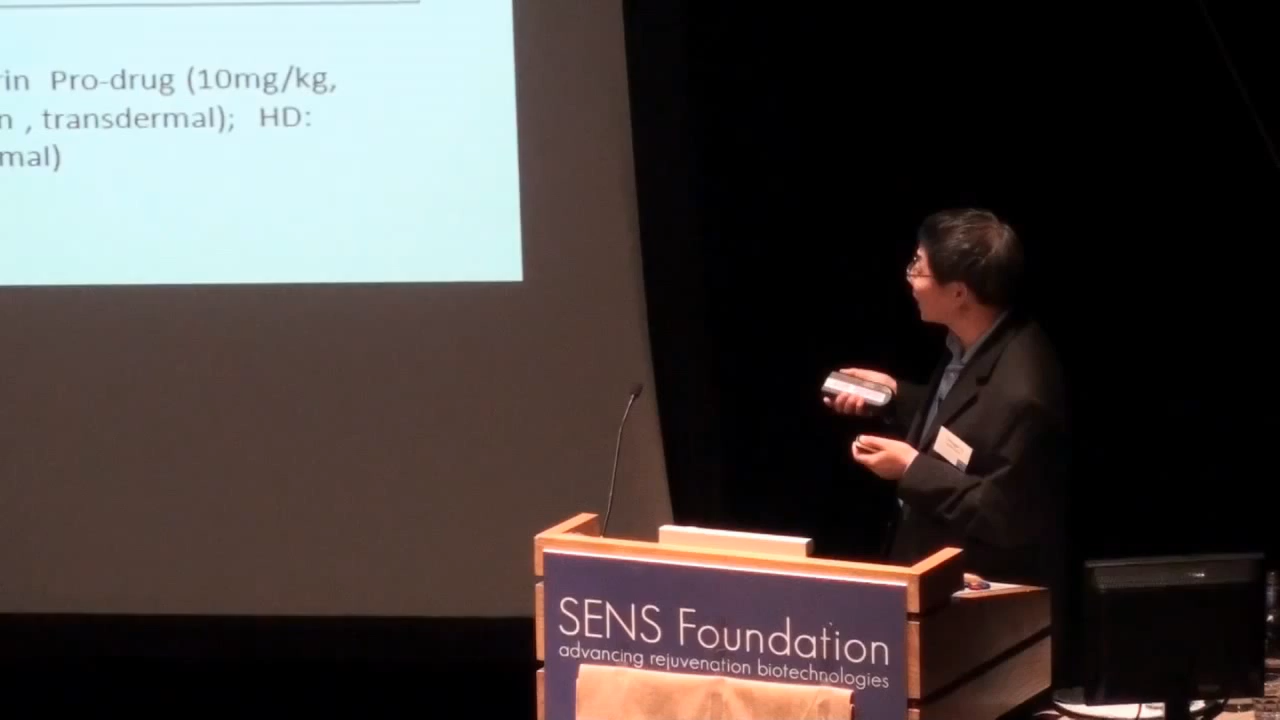 rin Pro-drug (10mg/kg,
n , transdermal); HD:
mal)
SENS Foundation
advancing rejuvenation biotechnologies